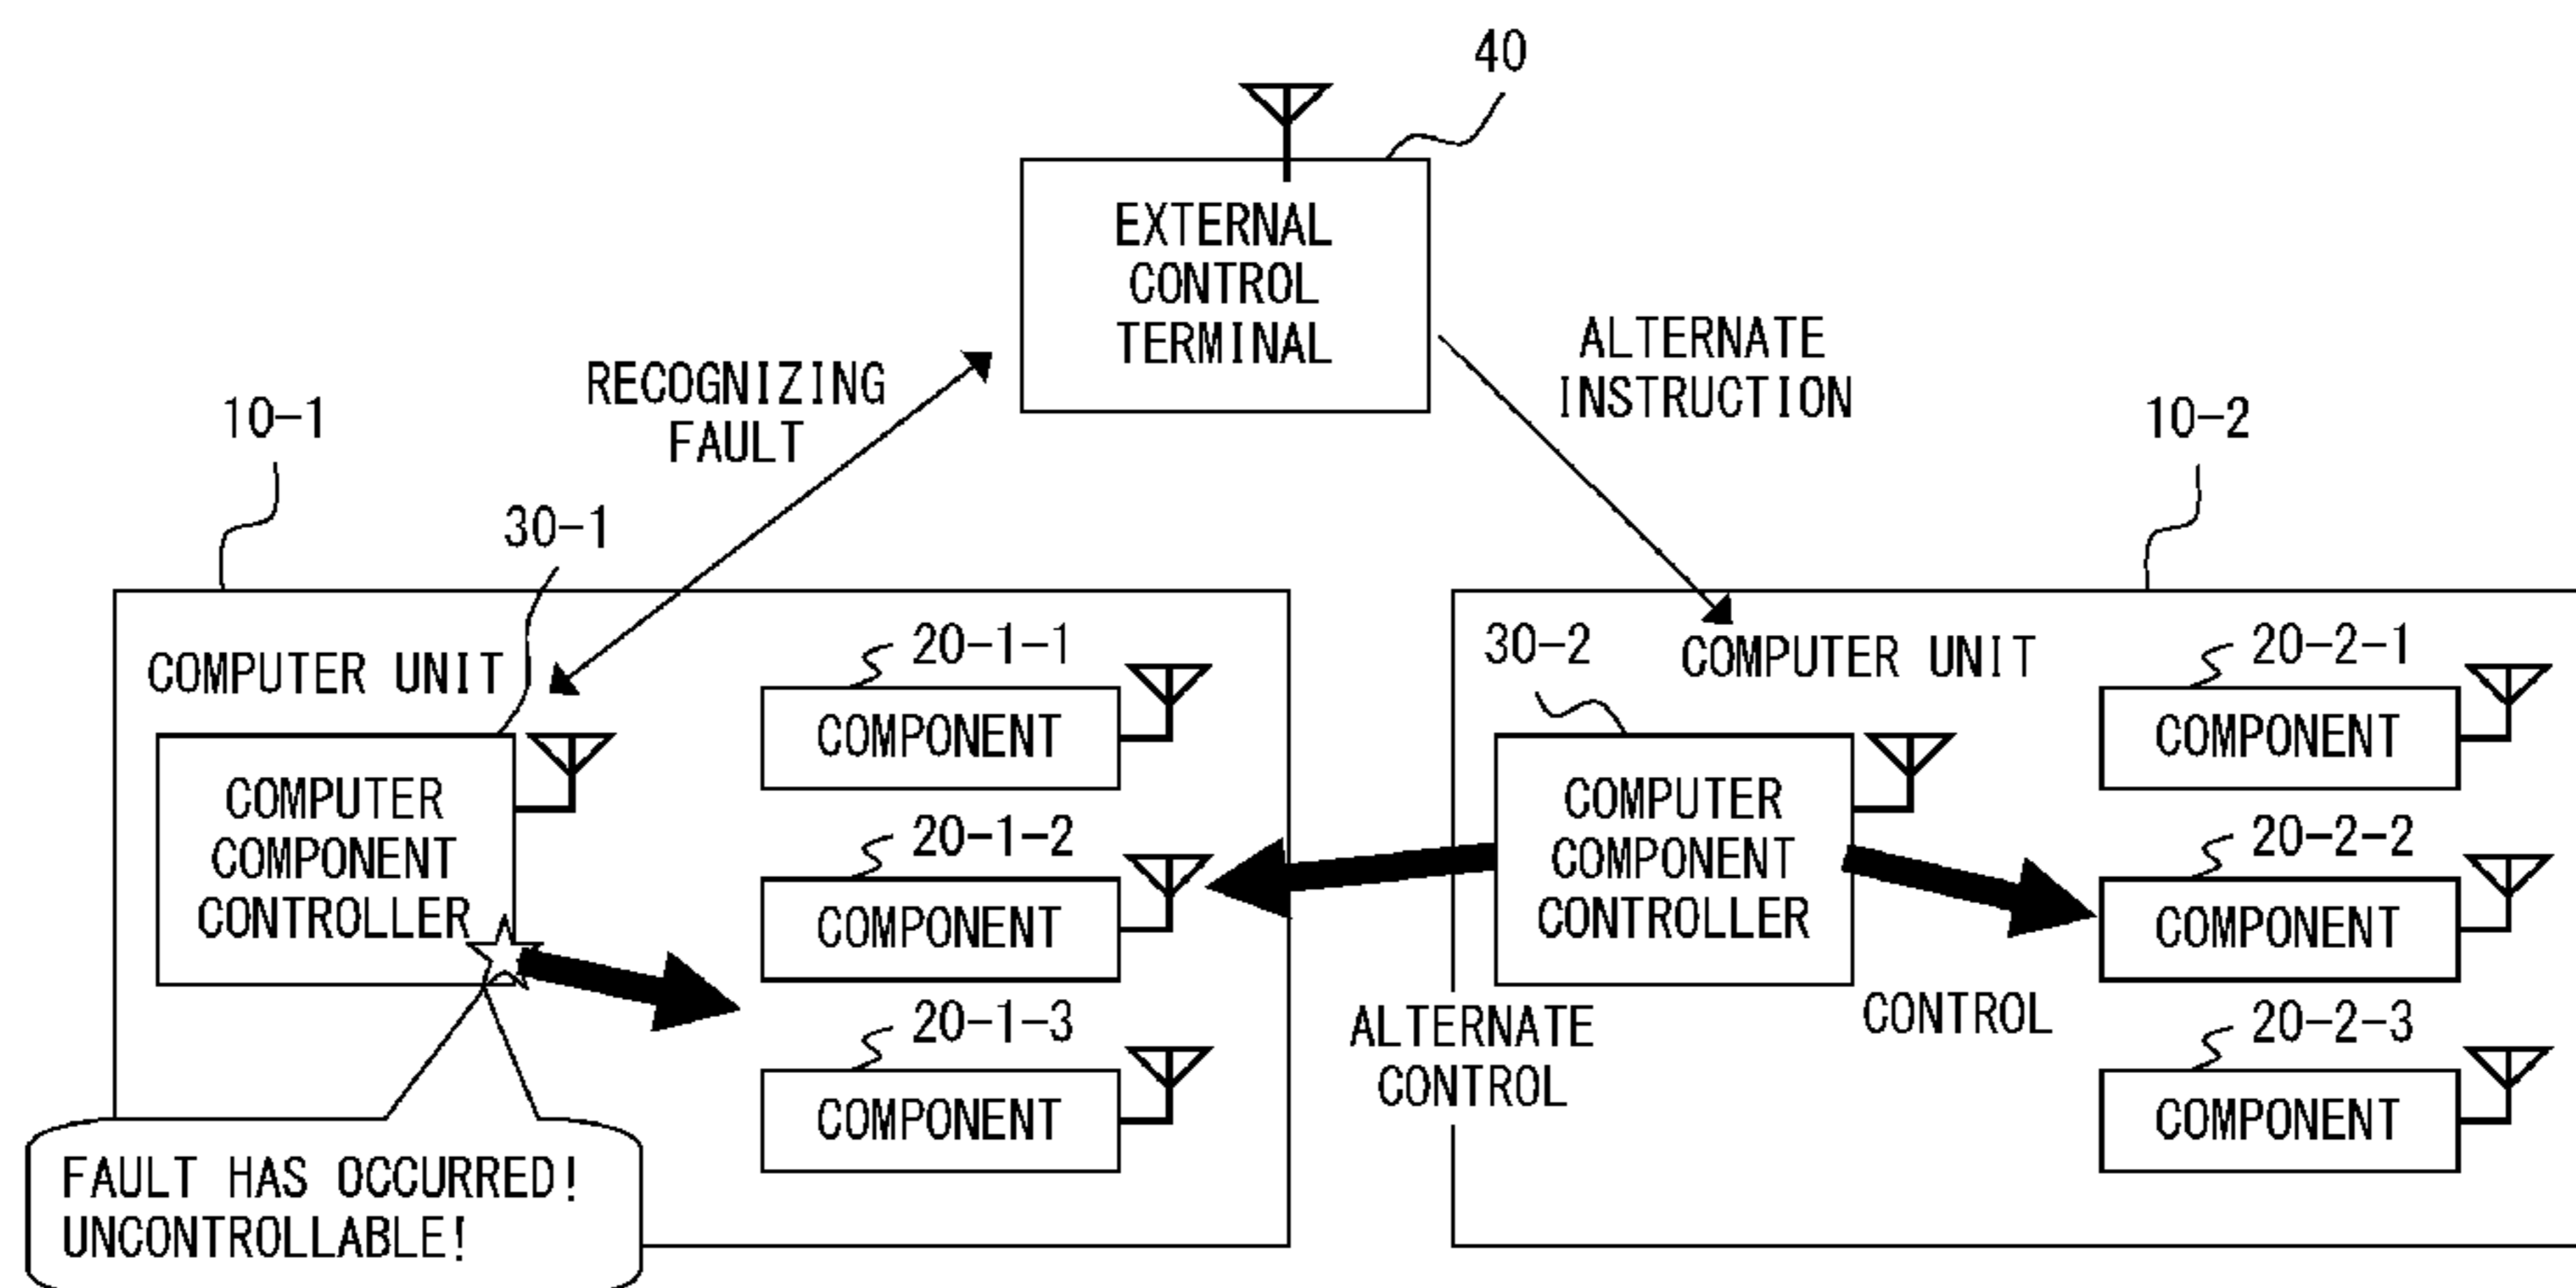 40
EXTERNAL
CONTROL
TERMINAL
RECOGNIZING
FAULT
ALTERNATE
INSTRUCTION
10-1
10-2
30-1
COMPUTER UNIT
COMPUTER
COMPONENT
CONTROLLER
20-1-1
COMPONENT
20-1-2
COMPONENT
20-1-3
COMPONENT
FAULT HAS OCCURRED!
UNCONTROLLABLE!
30-2
COMPUTER UNIT
COMPUTER
COMPONENT
CONTROLLER
ALTERNATE
CONTROL
CONTROL
20-2-1
COMPONENT
20-2-2
COMPONENT
20-2-3
COMPONENT